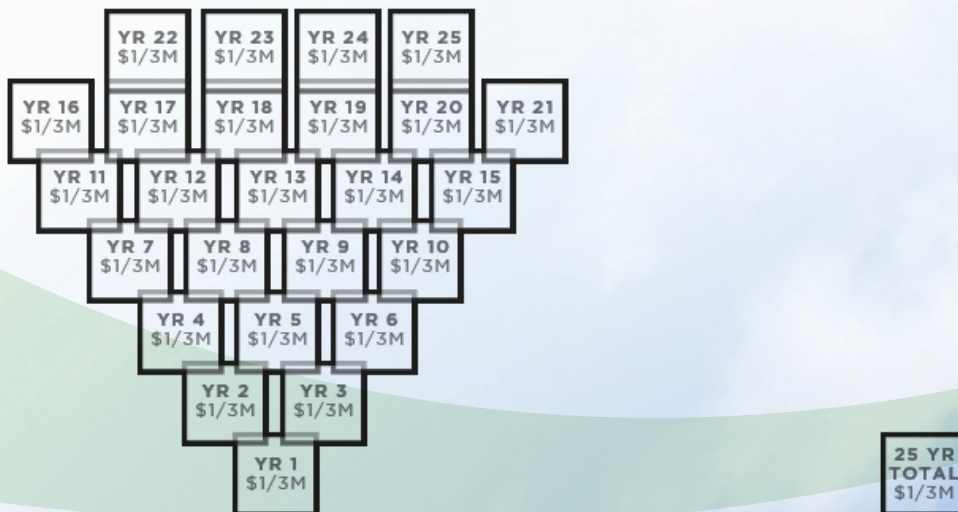 YR 22 YR 23 YR 24 YR 25
$1/3M $1/3M $1/3M $1/3M
YR 16 YR 17 YR 18 YR 19 YR 20 YR 21
$1/3M $1/3M $1/3M $1/3M $1/3M $1/3M
YR 11 YR 12 YR 13 YR 14 YR 15
$1/3M $1/3M $1/3M $1/3M $1/3M
YR 7 YR 8 YR 9 YR 10
$1/3M $1/3M $1/3M $1/3M
YR 4 YR 5 YR 6
$1/3M $1/3M $1/3M
YR 2 YR 3
$1/3M $1/3M
YR 1
$1/3M
25 YR
TOTAL
$1/3M